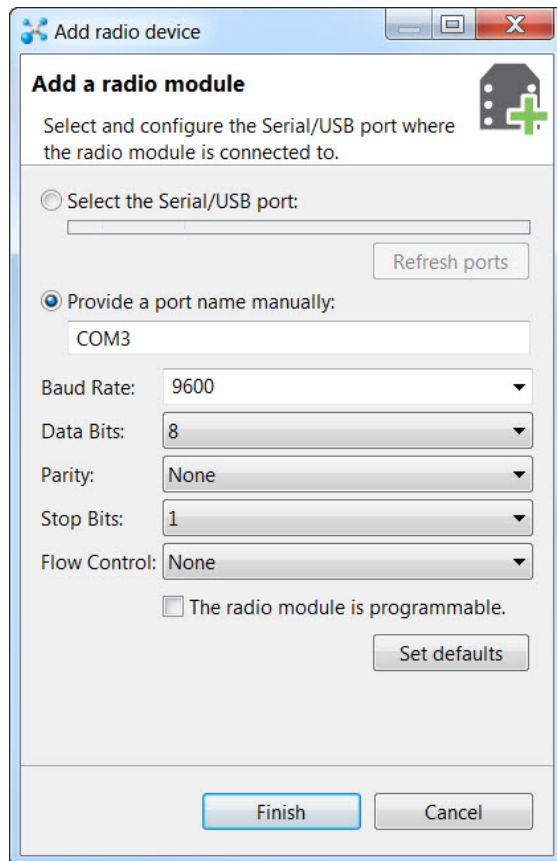 Add radio device
Add a radio module
Select and configure the Serial/USB port where
the radio module is connected to.
Select the Serial/USB port:
Refresh ports
Provide a port name manually:
COM3
Baud Rate: 9600
Data Bits: 8
Parity: None
Stop Bits: 1
Flow Control: None
The radio module is programmable.
Set defaults
Finish Cancel